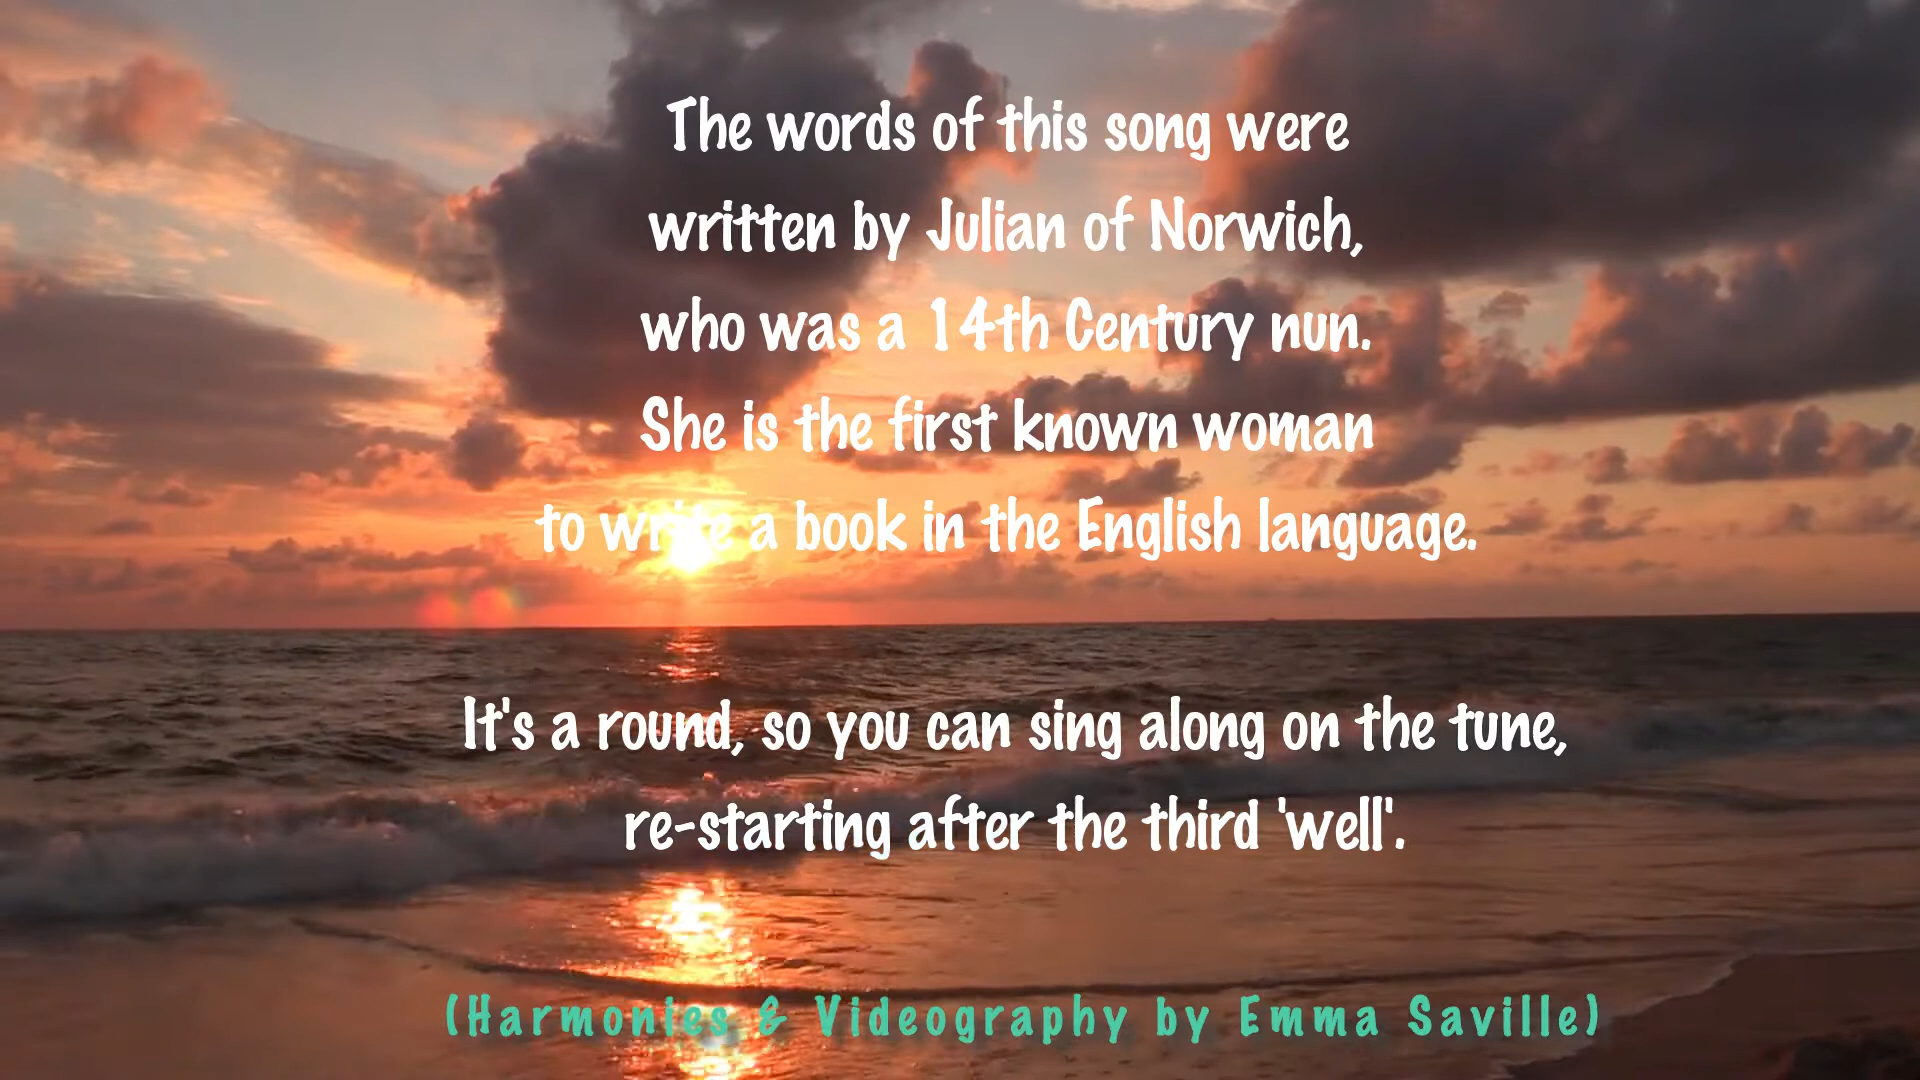 The words of this song were
written by Julian of Norwich,
who was a 14th Century nun.
She is the first known woman
to write a book in the English language.
It's a round, so you can sing along on the tune,
re-starting after the third 'well'.
(Harmonies & Videography by Emma Saville)